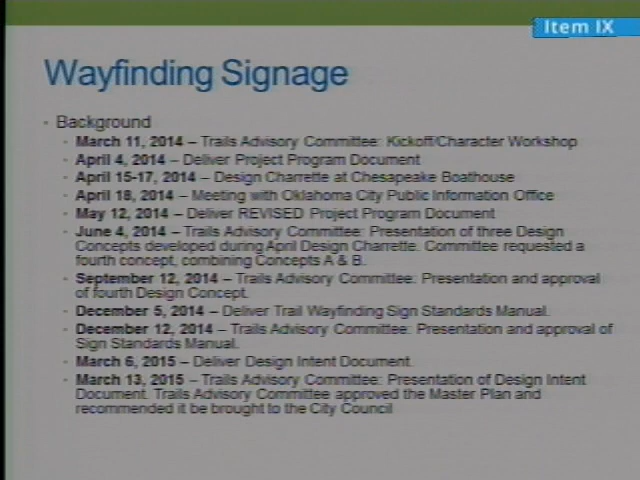 Item IX
Wayfinding Signage
• Background
• March 11, 2014 – Trails Advisory Committee: Kickoff/Character Workshop
• April 4, 2014 – Deliver Project Program Document
• April 15-17, 2014 – Design Charrette at Chesapeake Boathouse
• April 18, 2014 – Meeting with Oklahoma City Public Information Office
• May 12, 2014 – Deliver REVISED Project Program Document
• June 4, 2014 – Trails Advisory Committee: Presentation of three Design
Concepts developed during April Design Charrette. Committee requested a
fourth concept, combining Concepts A & B.
• September 12, 2014 – Trails Advisory Committee: Presentation and approval
of fourth Design Concept.
• December 5, 2014 – Deliver Trail Wayfinding Sign Standards Manual.
• December 12, 2014 – Trails Advisory Committee: Presentation and approval of
Sign Standards Manual.
• March 6, 2015 – Deliver Design Intent Document.
• March 13, 2015 – Trails Advisory Committee: Presentation of Design Intent
Document. Trails Advisory Committee approved the Master Plan and
recommended it be brought to the City Council